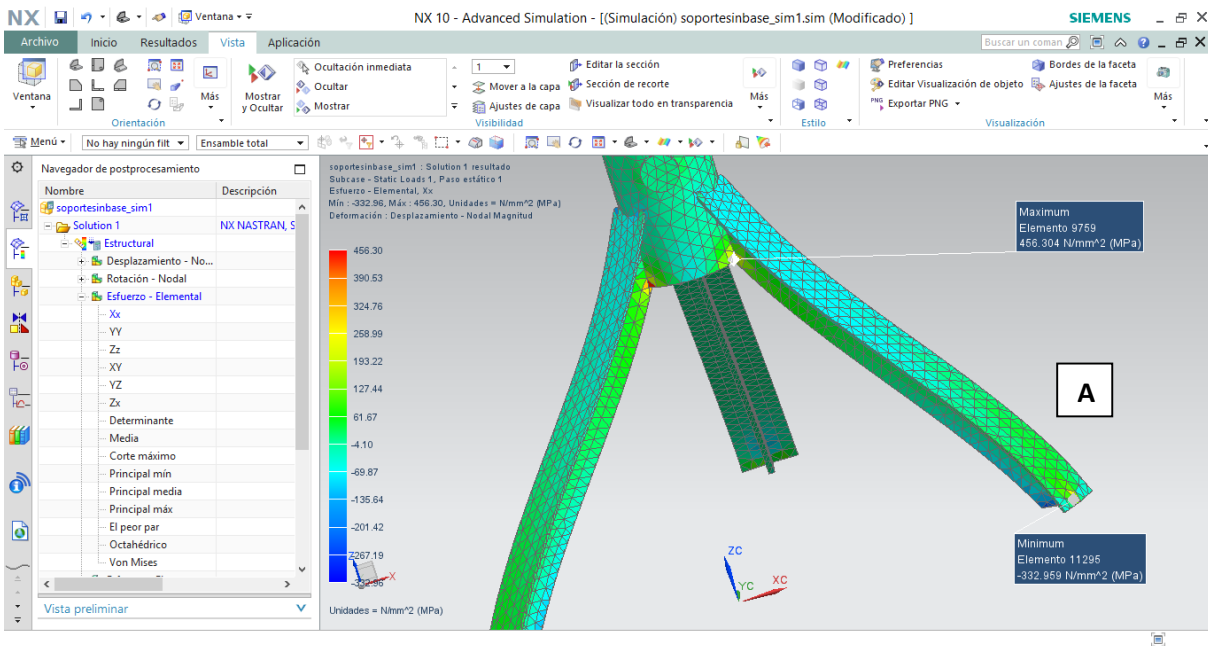 NX Ventana NX 10 - Advanced Simulation - [(Simulación) soportesinbase_sim1.sim (Modificado) ] SIEMENS
Archivo Inicio Resultados Vista Aplicación Buscar un coman
Ventana
Más
Mostrar y Ocultar
Ocultación inmediata
Ocultar
Mostrar
1
Mover a la capa
Ajustes de capa
Editar la sección
Sección de recorte
Visualizar todo en transparencia
Más
Preferencias
Editar Visualización de objeto
PNG Exportar PNG
Bordes de la faceta
Ajustes de la faceta
Más
Orientación Visibilidad Estilo Visualización
Menú No hay ningún filt Ensamble total
Navegador de postprocesamiento
Nombre Descripción
soportesinbase_sim1
Solution 1 NX NASTRAN, S
Estructural
Desplazamiento - No...
Rotación - Nodal
Esfuerzo - Elemental
Xx
YY
Zz
XY
YZ
Zx
Determinante
Media
Corte máximo
Principal mín
Principal media
Principal máx
El peor par
Octahédrico
Von Mises
Vista preliminar
soportesinbase_sim1 : Solution 1 resultado
Subcase - Static Loads 1, Paso estático 1
Esfuerzo - Elemental, Xx
Mín : -332.96, Máx : 456.30, Unidades = N/mm^2 (MPa)
Deformación : Desplazamiento - Nodal Magnitud
456.30
390.53
324.76
258.99
193.22
127.44
61.67
-4.10
-69.87
-135.64
-201.42
-267.19
-332.96
Unidades = N/mm^2 (MPa)
X
ZC
YC
XC
Maximum
Elemento 9759
456.304 N/mm^2 (MPa)
A
Minimum
Elemento 11295
-332.959 N/mm^2 (MPa)